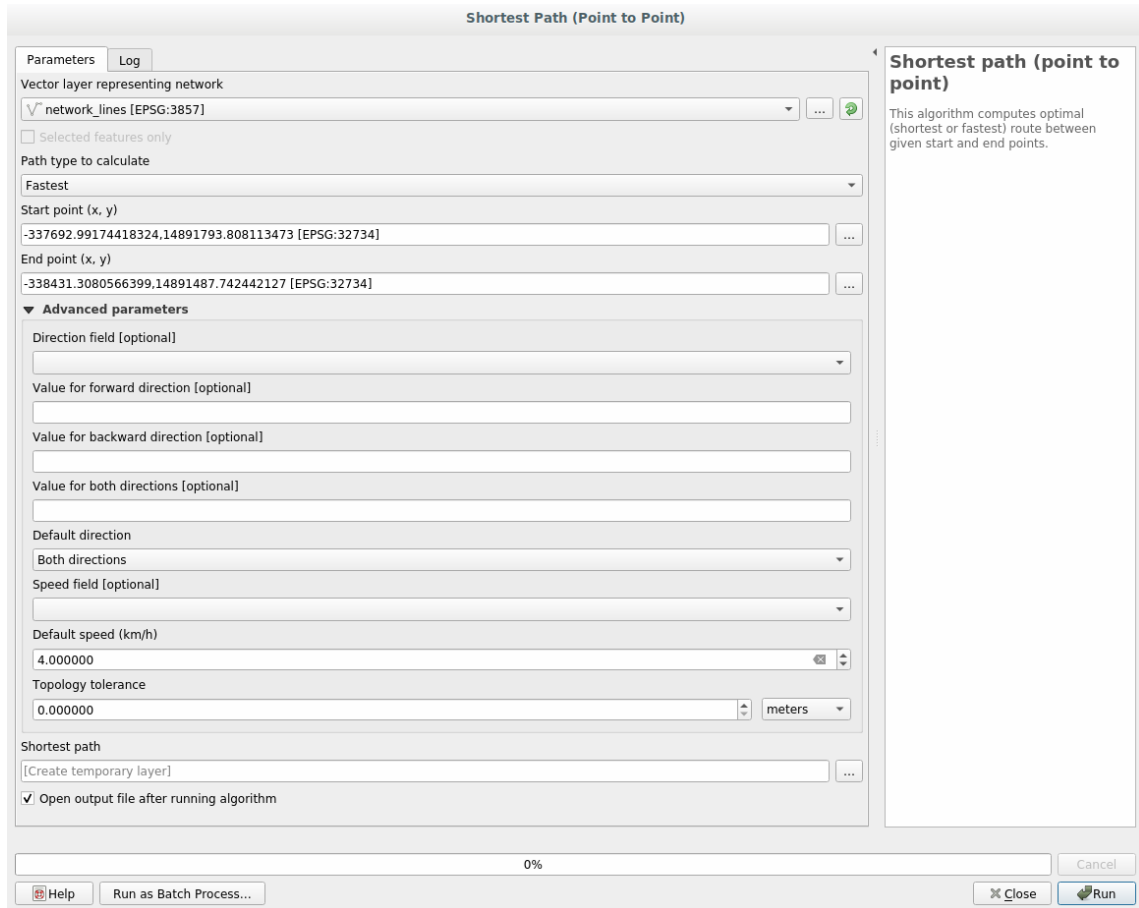 Shortest Path (Point to Point)
Parameters
Log
Vector layer representing network
network_lines [EPSG:3857]
...
Selected features only
Path type to calculate
Fastest
Start point (x, y)
-337692.99174418324,14891793.808113473 [EPSG:32734]
...
End point (x, y)
-338431.3080566399,14891487.742442127 [EPSG:32734]
...
Advanced parameters
Direction field [optional]
Value for forward direction [optional]
Value for backward direction [optional]
Value for both directions [optional]
Default direction
Both directions
Speed field [optional]
Default speed (km/h)
4.000000
Topology tolerance
0.000000
meters
Shortest path
[Create temporary layer]
...
Open output file after running algorithm
Shortest path (point to
point)
This algorithm computes optimal
(shortest or fastest) route between
given start and end points.
0%
Cancel
Help
Run as Batch Process...
Close
Run